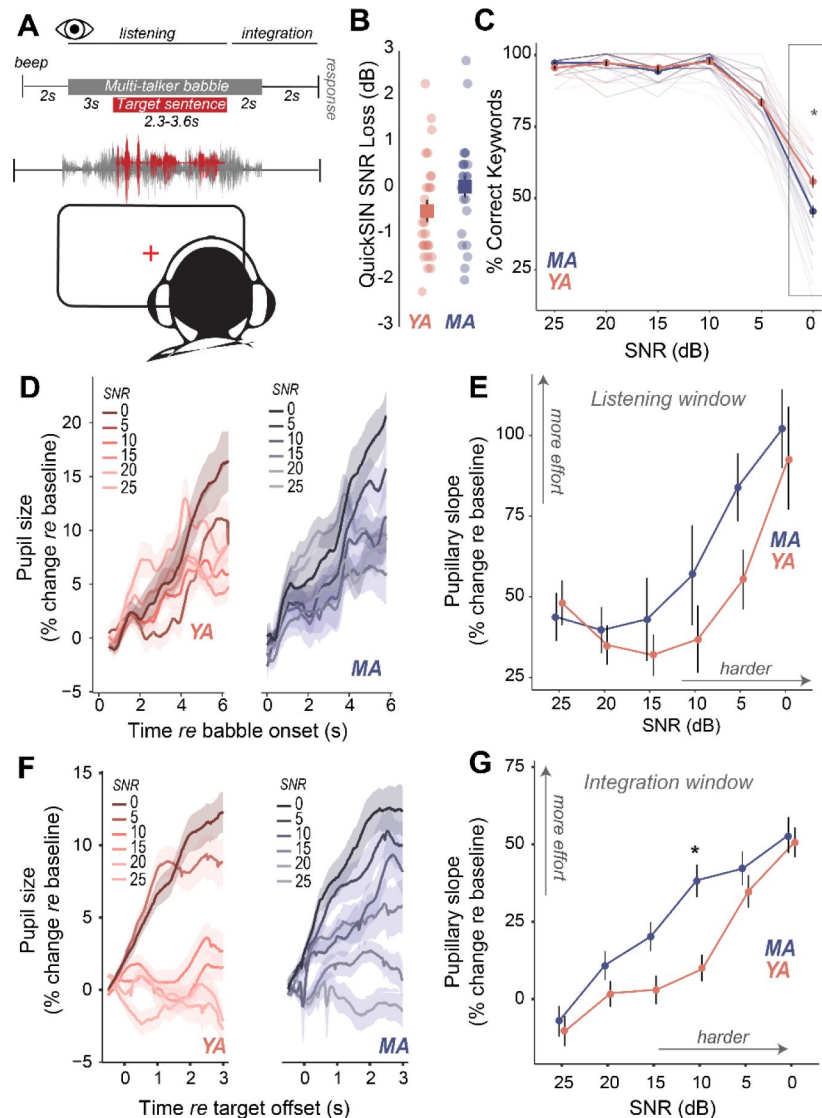 A
listening
integration
beep
Multi-talker babble
response
2s
3s
Target sentence
2s
2s
2.3-3.6s
B
QuickSIN SNR Loss (dB)
3
2
1
0
-1
-2
-3
YA
MA
C
% Correct Keywords
100
75
50
25
*
MA
YA
25
20
15
10
5
0
SNR (dB)
D
Pupil size
(% change re baseline)
20
15
10
5
0
−5
SNR
0
5
10
15
20
25
YA
0
2
4
6
SNR
0
5
10
15
20
25
MA
0
2
4
6
Time re babble onset (s)
E
Pupillary slope
(% change re baseline)
100
75
50
25
more effort
Listening window
MA
YA
harder
25
20
15
10
5
0
SNR (dB)
F
Pupil size
(% change re baseline)
15
10
5
0
−5
SNR
0
5
10
15
20
25
YA
0
1
2
3
SNR
0
5
10
15
20
25
MA
0
1
2
3
Time re target offset (s)
G
Pupillary slope
(% change re baseline)
75
50
25
0
more effort
Integration window
*
MA
YA
harder
25
20
15
10
5
0
SNR (dB)